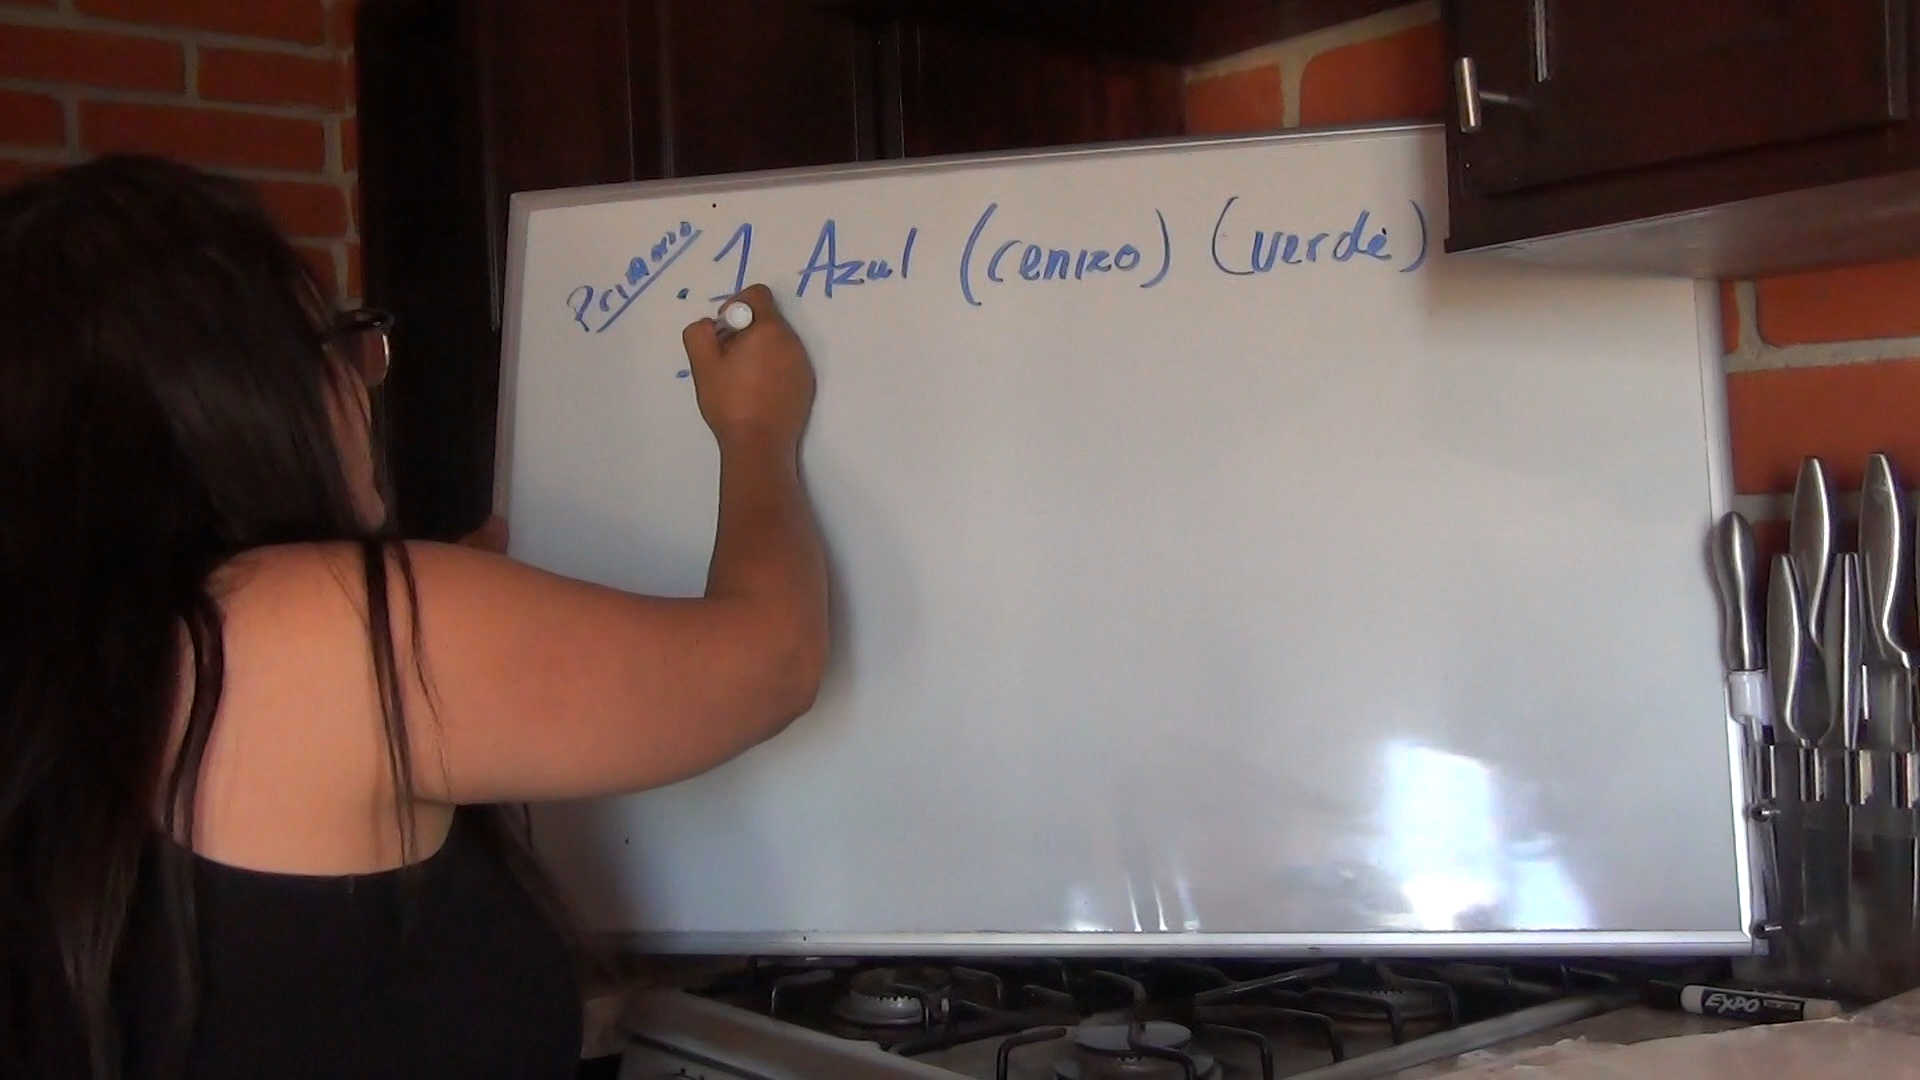 Primario . 1 Azul (cenizo) (verde)
.
EXPO